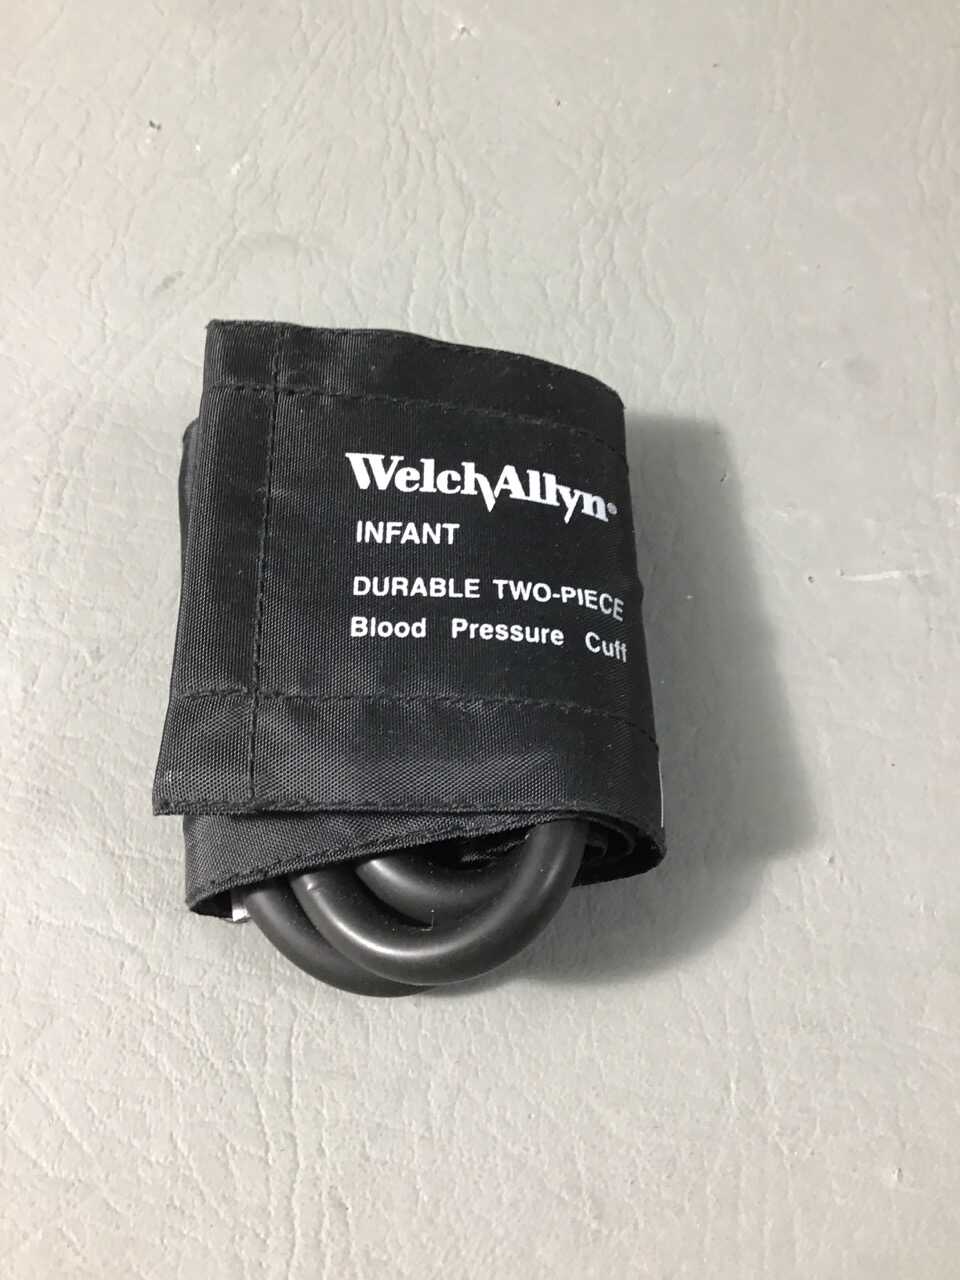 WelchAllyn®
INFANT
DURABLE TWO-PIECE
Blood Pressure Cuff